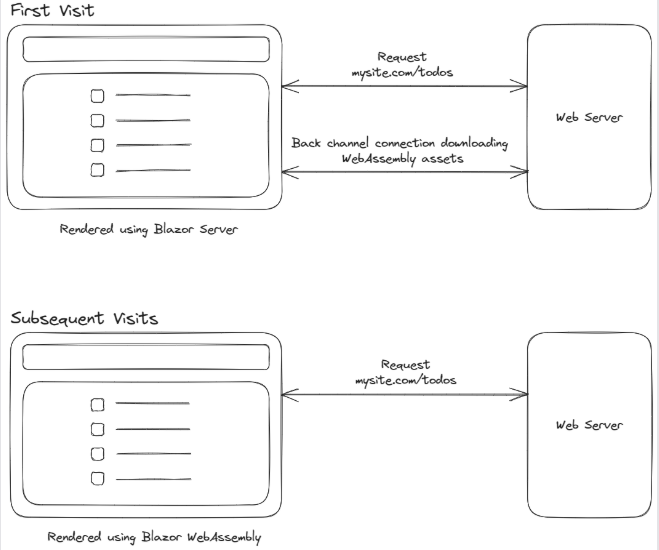 First Visit
Request
mysite.com/todos
Web Server
Back channel connection downloading
WebAssembly assets
Rendered using Blazor Server
Subsequent Visits
Request
mysite.com/todos
Web Server
Rendered using Blazor WebAssembly